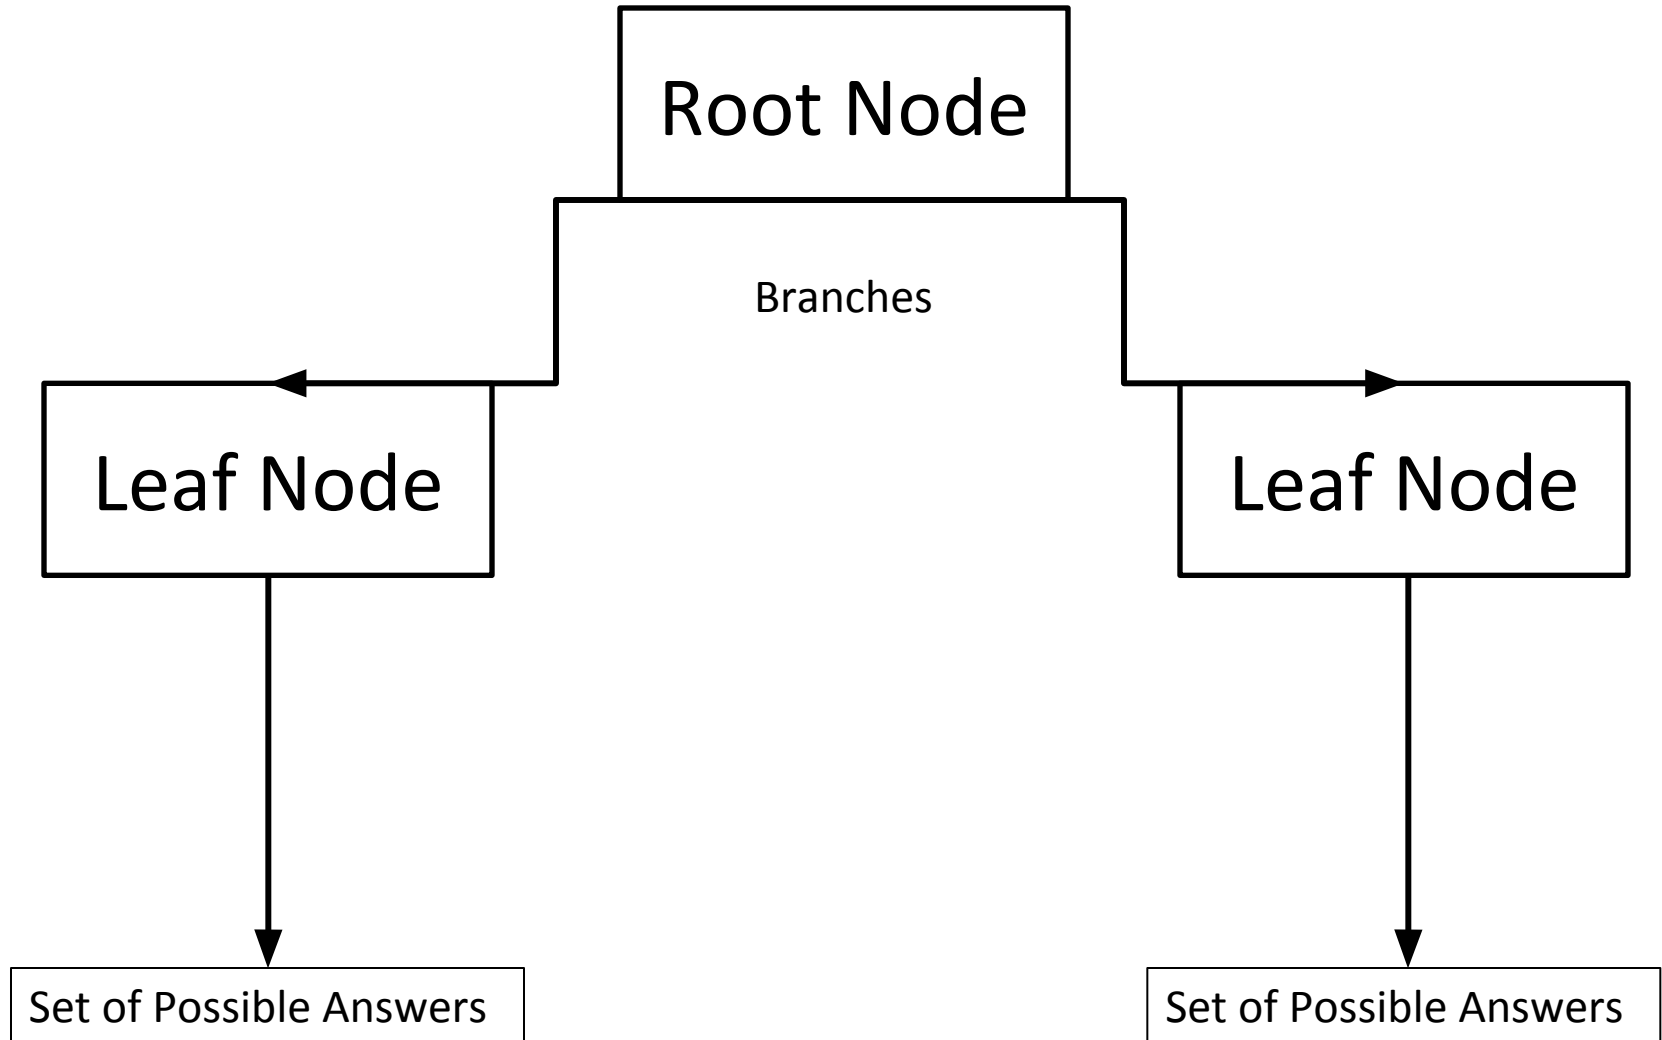 Root Node
Branches
Leaf Node
Leaf Node
Set of Possible Answers
Set of Possible Answers